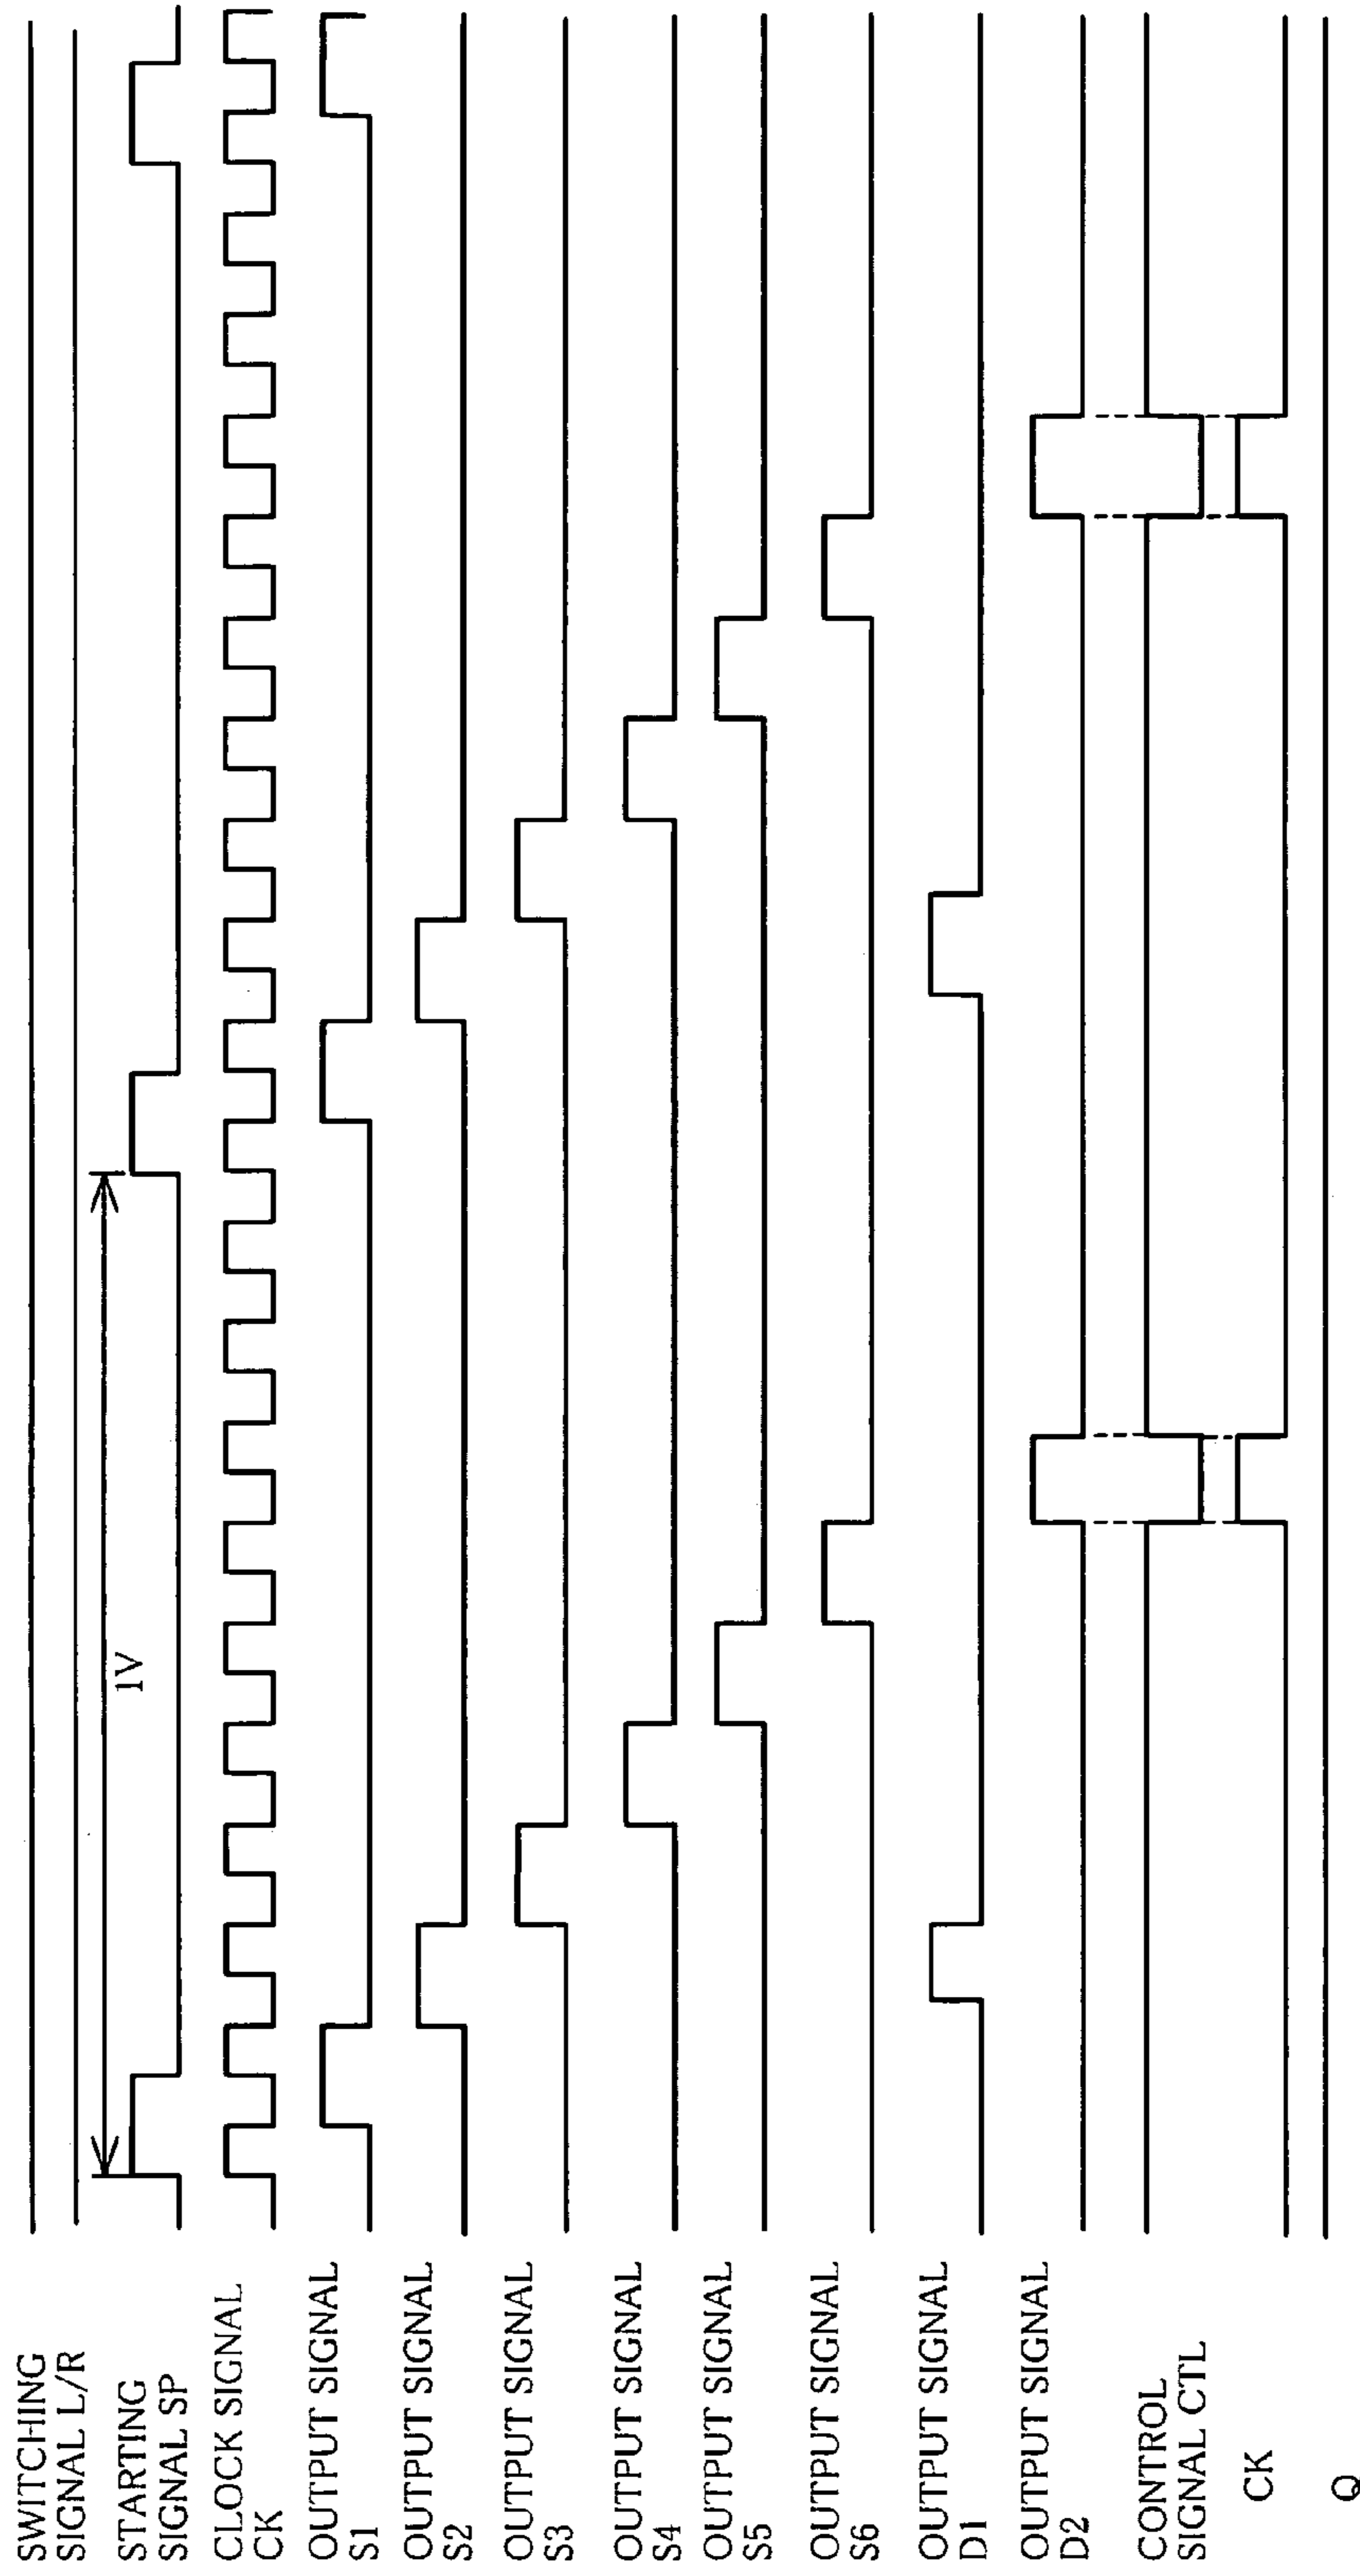 SWITCHING
SIGNAL L/R
1V
STARTING
SIGNAL SP
CLOCK SIGNAL
CK
OUTPUT SIGNAL
S1
OUTPUT SIGNAL
S2
OUTPUT SIGNAL
S3
OUTPUT SIGNAL
S4
OUTPUT SIGNAL
S5
OUTPUT SIGNAL
S6
OUTPUT SIGNAL
D1
OUTPUT SIGNAL
D2
CONTROL
SIGNAL CTL
CK
Q